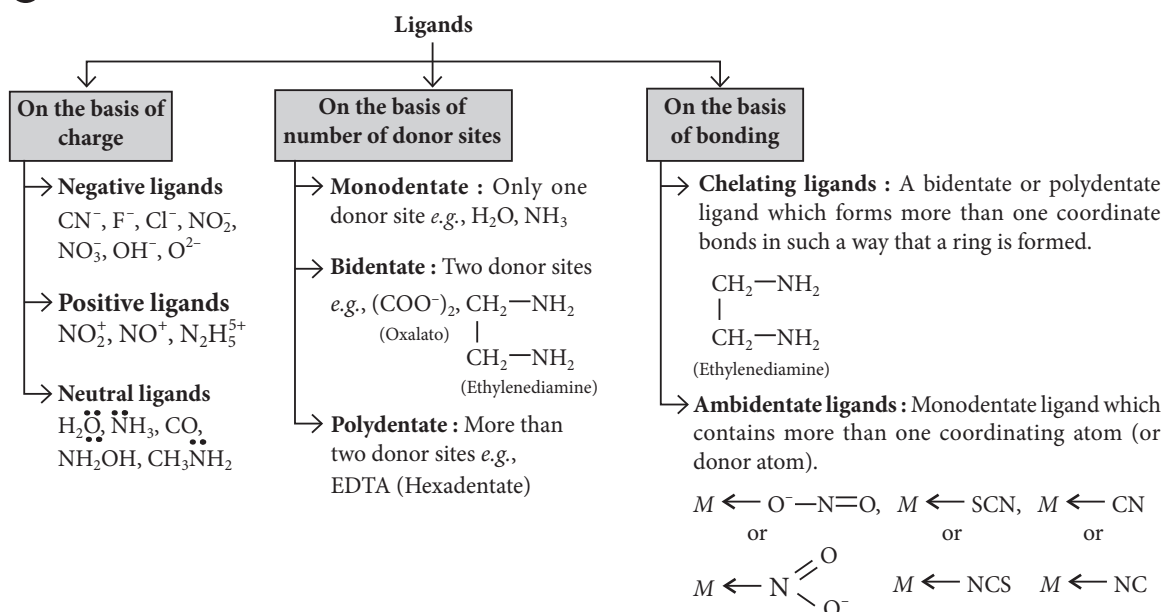 Ligands
On the basis of
charge
Negative ligands
CN⁻, F⁻, Cl⁻, NO₂⁻,
NO₃⁻, OH⁻, O²⁻
Positive ligands
NO₂⁺, NO⁺, N₂H₅⁵⁺
Neutral ligands
H₂O, NH₃, CO,
NH₂OH, CH₃NH₂
On the basis of
number of donor sites
Monodentate : Only one
donor site e.g., H₂O, NH₃
Bidentate : Two donor sites
e.g., (COO⁻)₂, CH₂—NH₂
(Oxalato)
CH₂—NH₂
(Ethylenediamine)
Polydentate : More than
two donor sites e.g.,
EDTA (Hexadentate)
On the basis
of bonding
Chelating ligands : A bidentate or polydentate
ligand which forms more than one coordinate
bonds in such a way that a ring is formed.
CH₂—NH₂
CH₂—NH₂
(Ethylenediamine)
Ambidentate ligands : Monodentate ligand which
contains more than one coordinating atom (or
donor atom).
M ← O⁻—N=O, M ← SCN, M ← CN
or or or
M ← N O O⁻ M ← NCS M ← NC